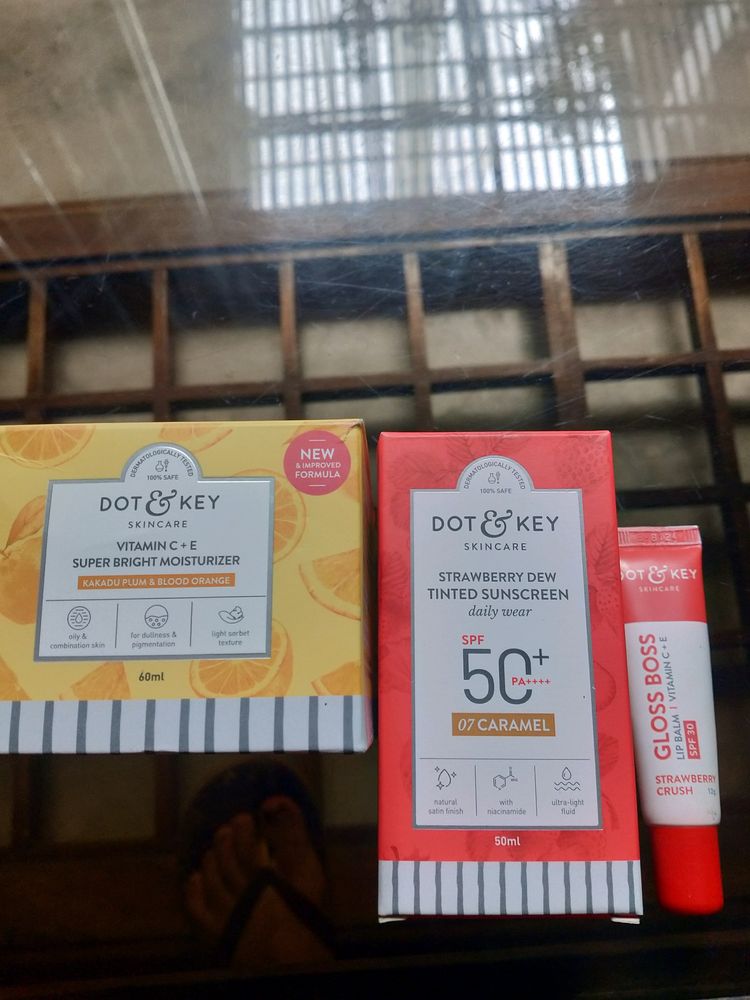 DERMATOLOGICALLY TESTED
100% SAFE
DOT & KEY
SKINCARE
VITAMIN C + E
SUPER BRIGHT MOISTURIZER
KAKADU PLUM & BLOOD ORANGE
oily &
combination skin
for dullness &
pigmentation
light sorbet
texture
60ml
NEW
& IMPROVED
FORMULA
DERMATOLOGICALLY TESTED
100% SAFE
DOT & KEY
SKINCARE
STRAWBERRY DEW
TINTED SUNSCREEN
daily wear
SPF
50+
PA++++
07 CARAMEL
natural
satin finish
with
niacinamide
ultra-light
fluid
50ml
DOT & KEY
SKINCARE
GLOSS BOSS
LIP BALM | VITAMIN C + E
SPF 30
STRAWBERRY
CRUSH
12g